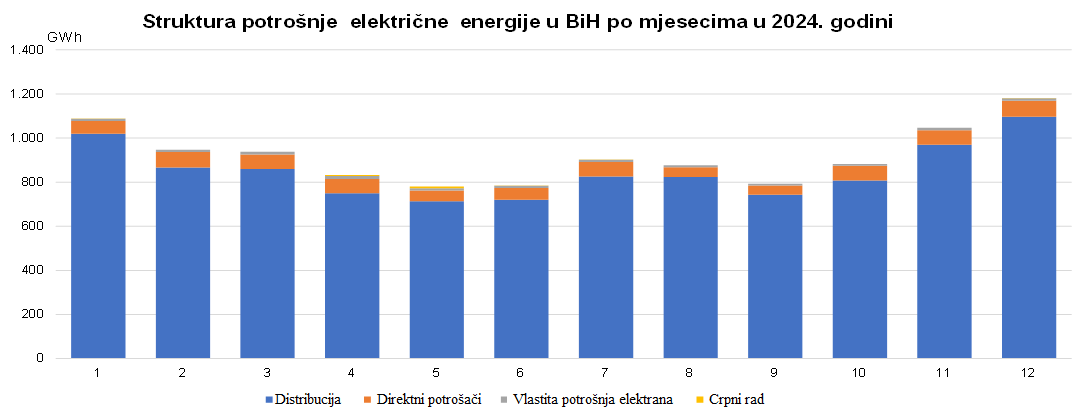 Struktura potrošnje električne energije u BiH po mjesecima u 2024. godini
GWh
1.400
1.200
1.000
800
600
400
200
0
1 2 3 4 5 6 7 8 9 10 11 12
Distribucija Direktni potrošači Vlastita potrošnja elektrana Crpni rad